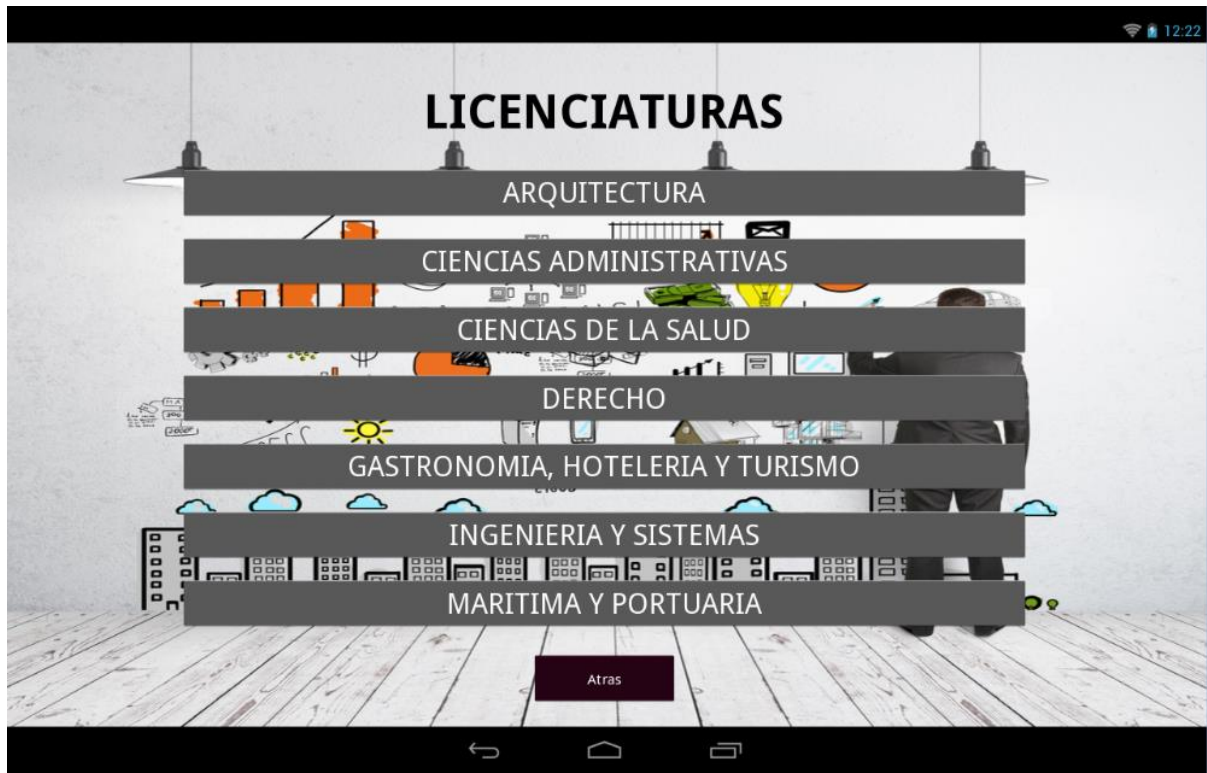 12:22
LICENCIATURAS
ARQUITECTURA
CIENCIAS ADMINISTRATIVAS
CIENCIAS DE LA SALUD
DERECHO
GASTRONOMIA, HOTELERIA Y TURISMO
INGENIERIA Y SISTEMAS
MARITIMA Y PORTUARIA
Atras